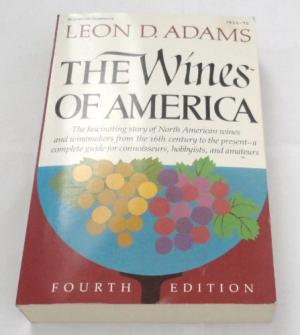 LEON D. ADAMS
THE Wines
OF AMERICA
The fascinating story of North American wines
and winemakers from the 16th century to the present—a
complete guide for connoisseurs, hobbyists, and amateurs
FOURTH EDITION